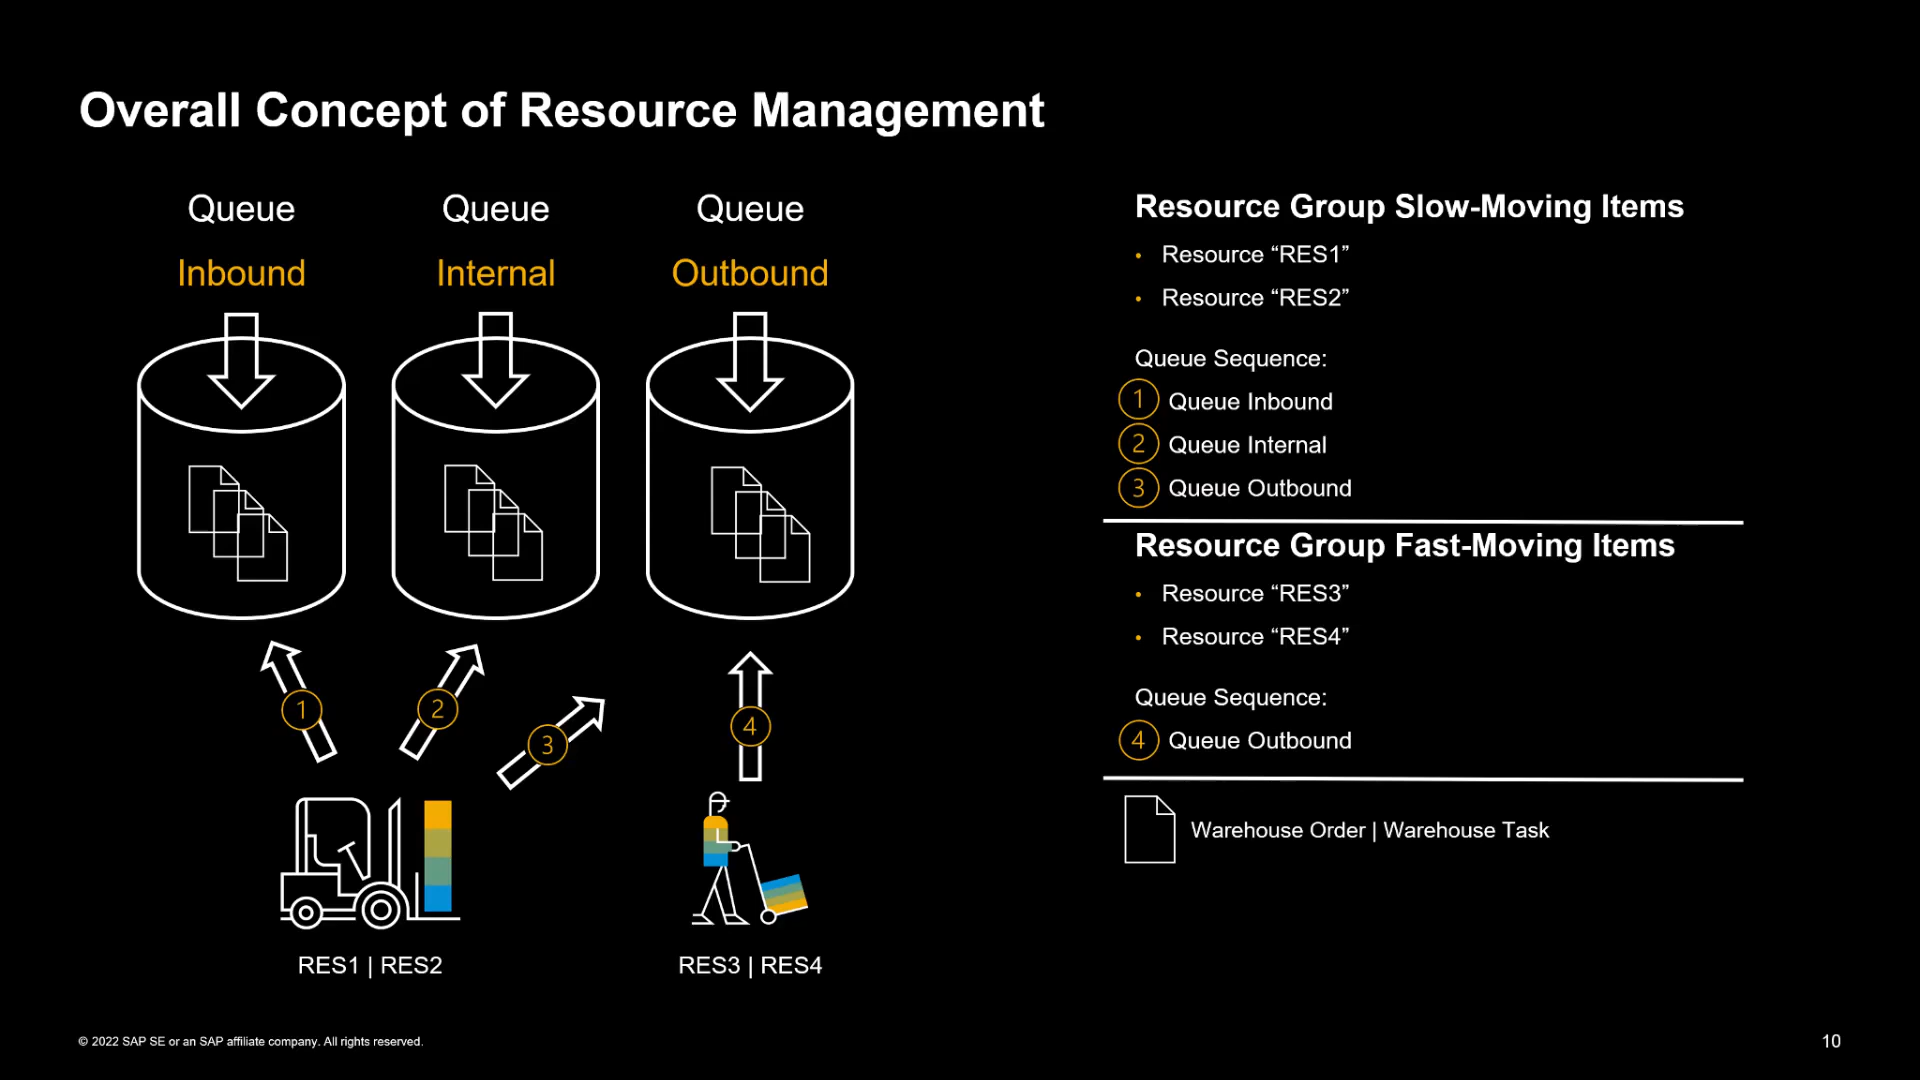 Overall Concept of Resource Management
Queue
Inbound
Queue
Internal
Queue
Outbound
1
2
3
4
RES1 | RES2
RES3 | RES4
Resource Group Slow-Moving Items
• Resource “RES1”
• Resource “RES2”
Queue Sequence:
1 Queue Inbound
2 Queue Internal
3 Queue Outbound
Resource Group Fast-Moving Items
• Resource “RES3”
• Resource “RES4”
Queue Sequence:
4 Queue Outbound
Warehouse Order | Warehouse Task
© 2022 SAP SE or an SAP affiliate company. All rights reserved.
10